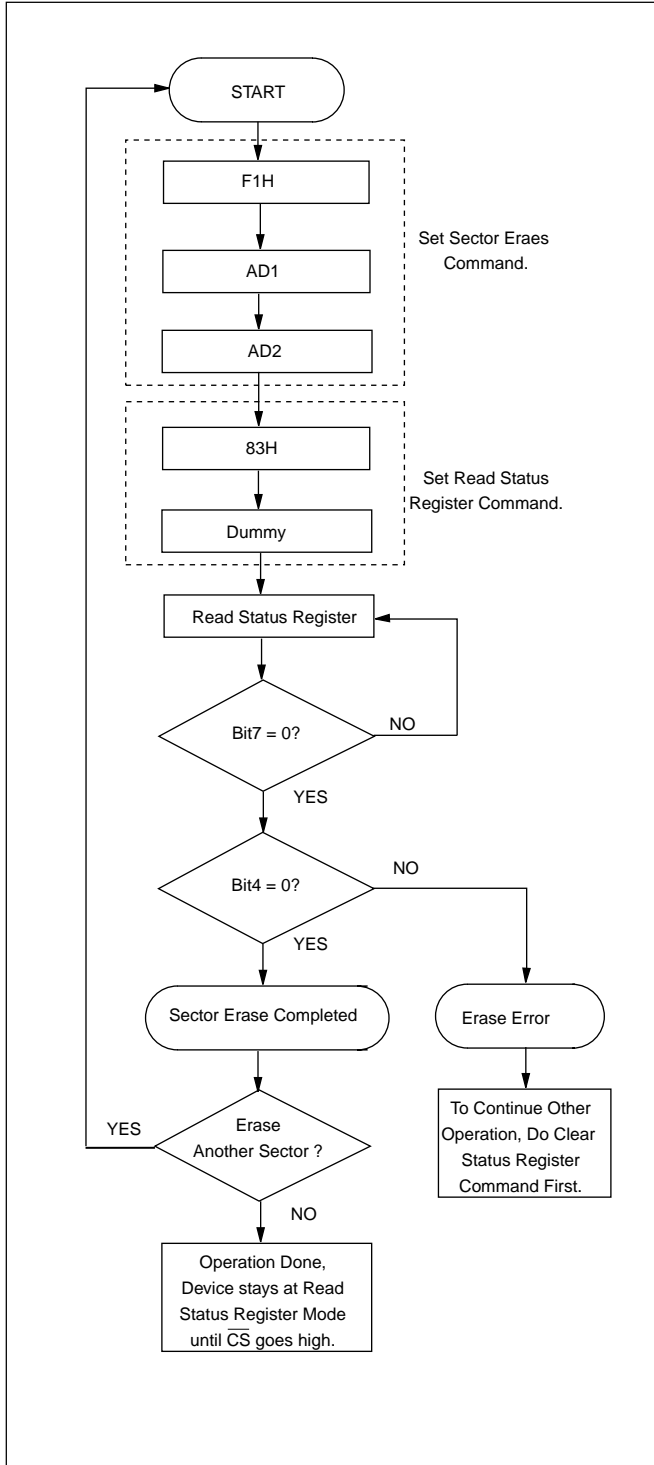 START
F1H
Set Sector Eraes
Command.
AD1
AD2
83H
Set Read Status
Register Command.
Dummy
Read Status Register
Bit7 = 0?
NO
YES
Bit4 = 0?
NO
YES
Sector Erase Completed
Erase Error
To Continue Other
Operation, Do Clear
Status Register
Command First.
YES
Erase
Another Sector ?
NO
Operation Done,
Device stays at Read
Status Register Mode
until C̅S̅ goes high.